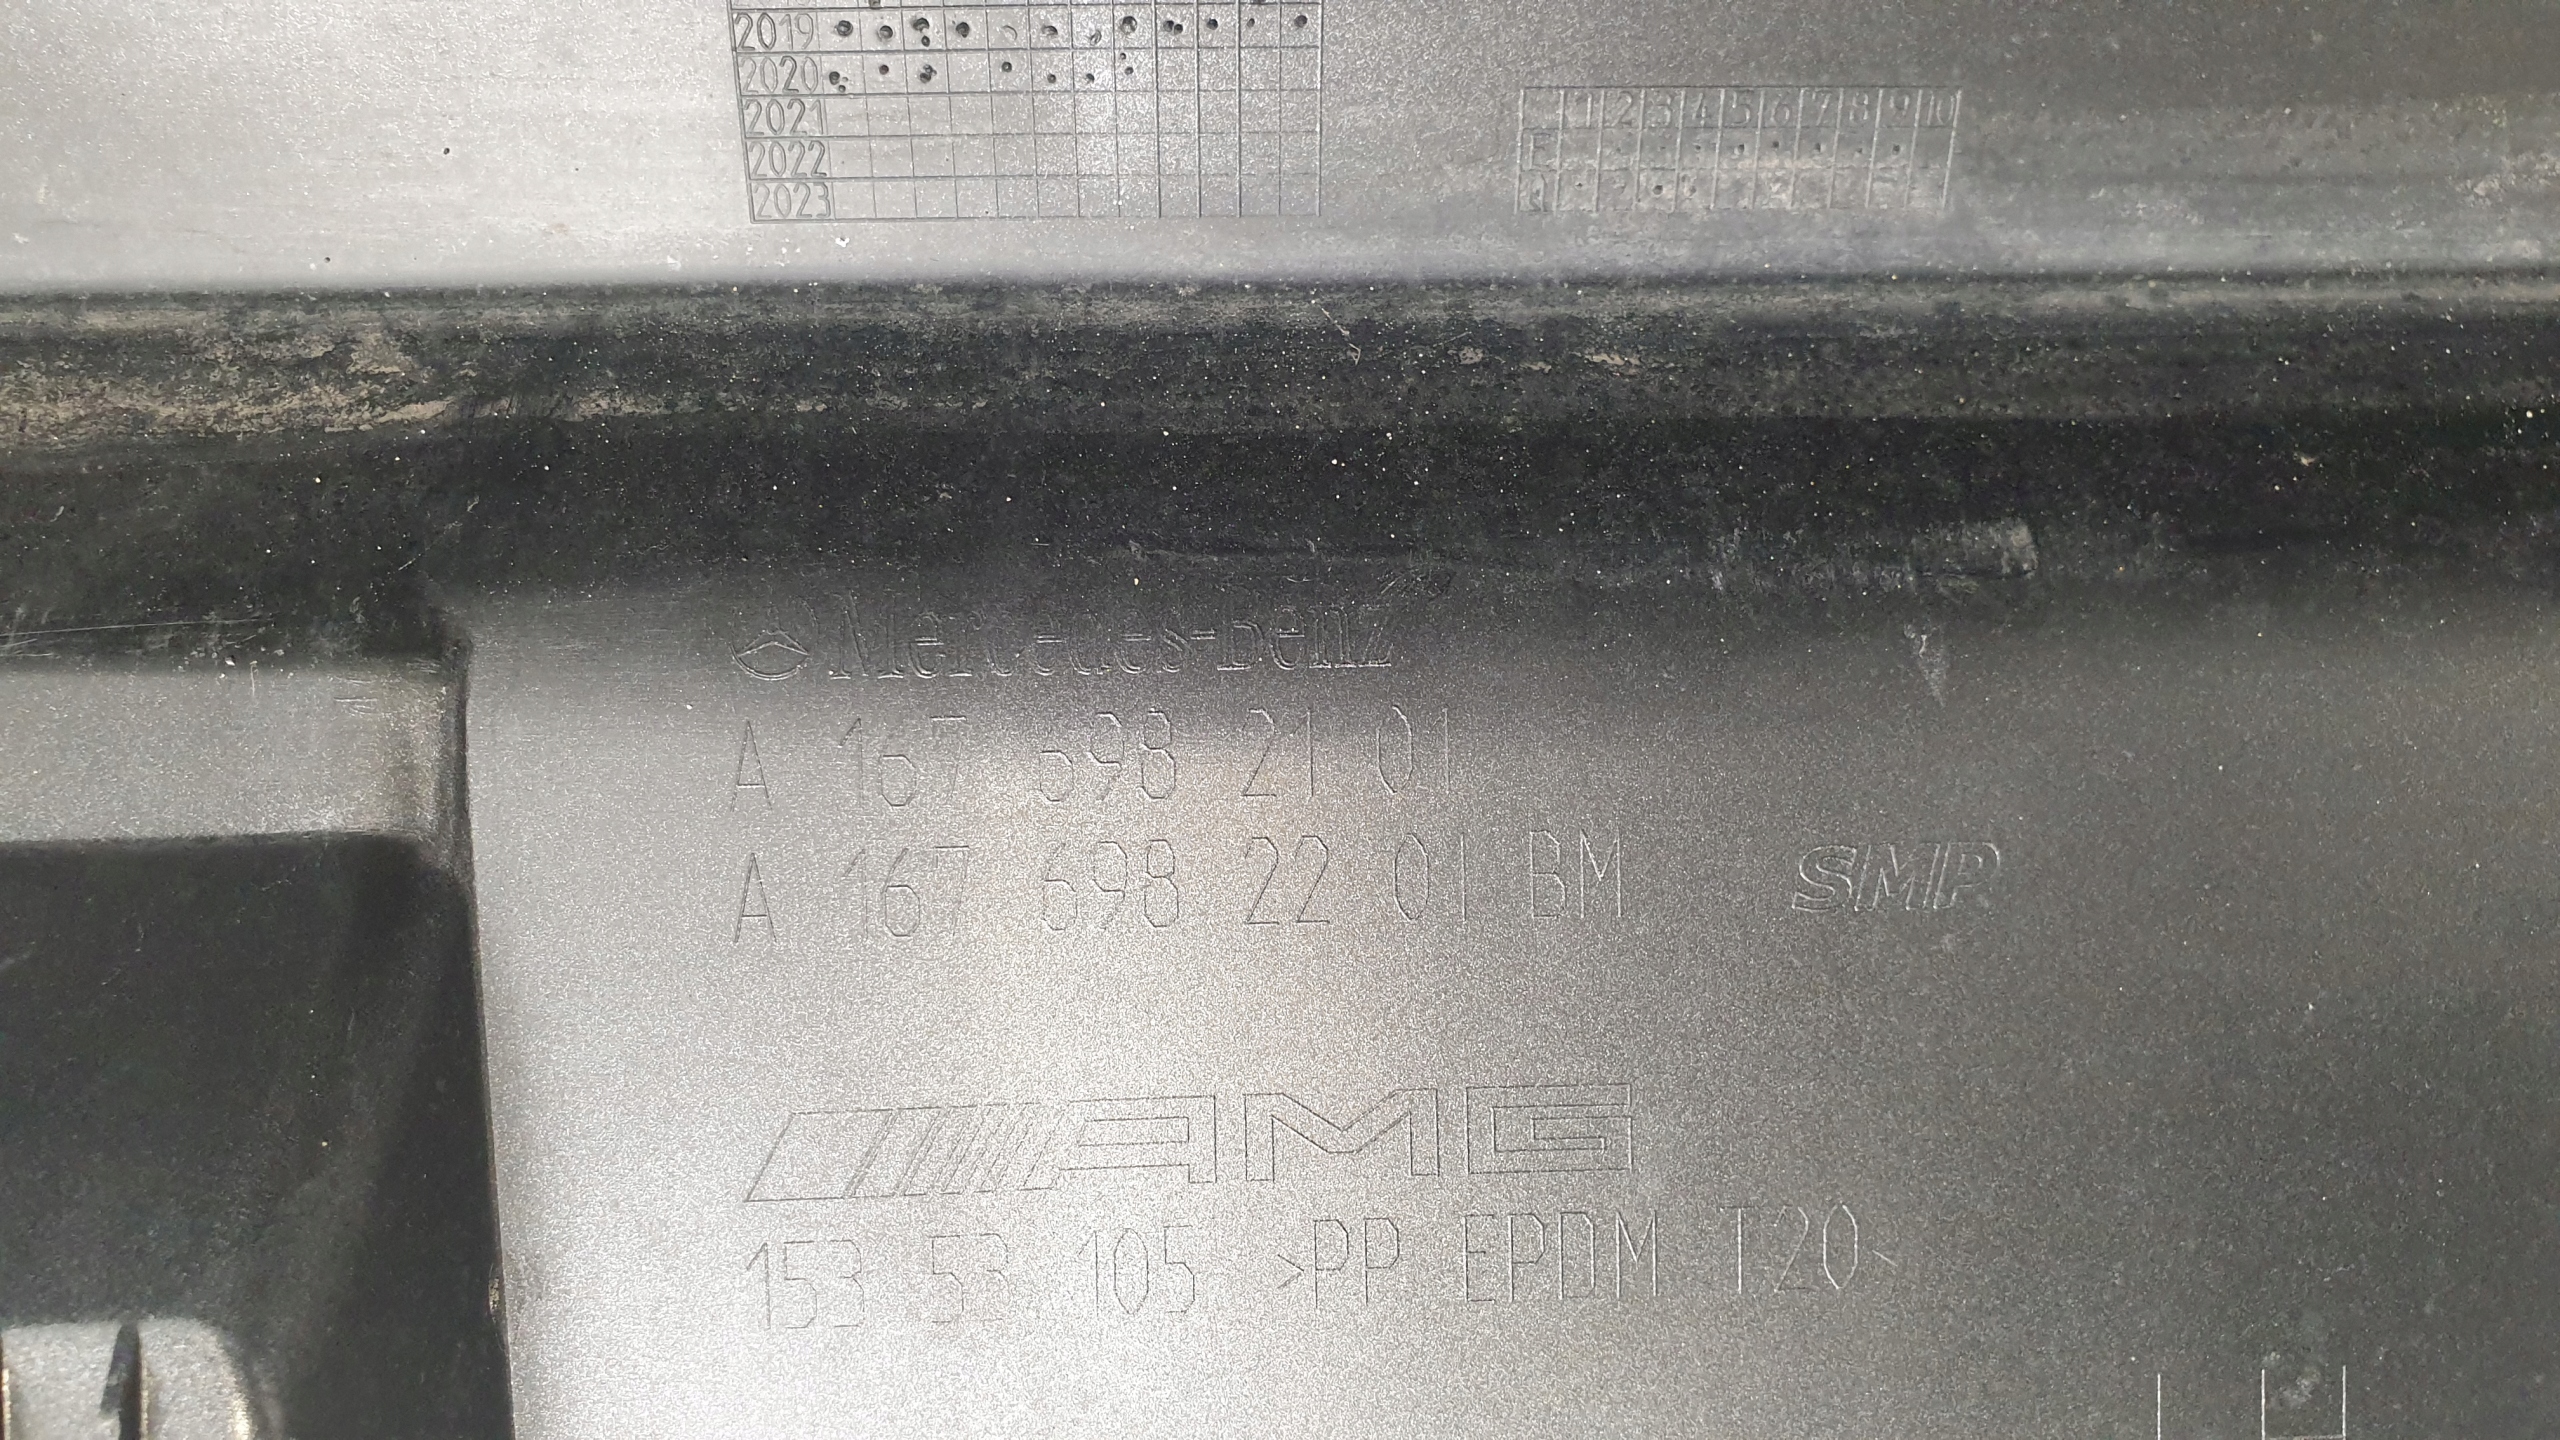 2019
2020
2021
2022
2023
1 2 3 4 5 6 7 8 9 10
E
Q
Mercedes-Benz
A 167 698 21 01
A 167 698 22 01 BM
SMP
AMG
153 53 105 >PP EPDM T20<